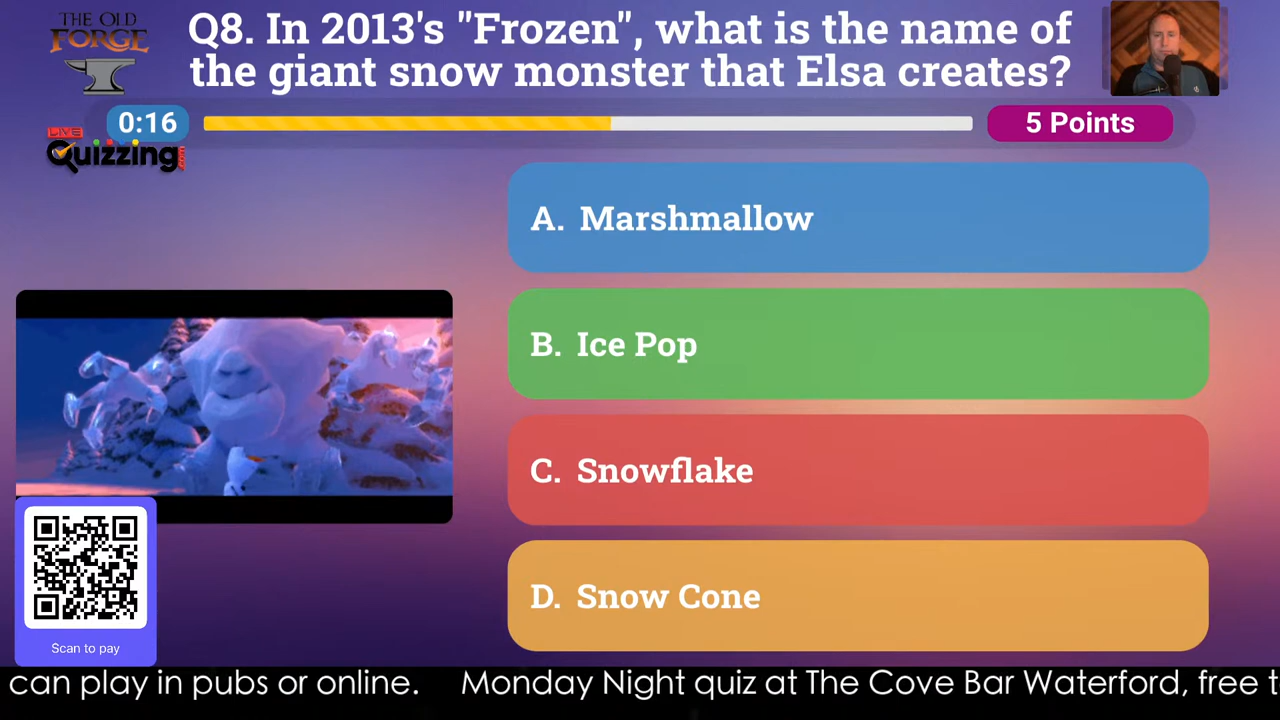 THE OLD
FORGE
Q8. In 2013's "Frozen", what is the name of
the giant snow monster that Elsa creates?
0:16
5 Points
LIVE
Quizzing
.com
A. Marshmallow
B. Ice Pop
C. Snowflake
D. Snow Cone
Scan to pay
can play in pubs or online. Monday Night quiz at The Cove Bar Waterford, free t